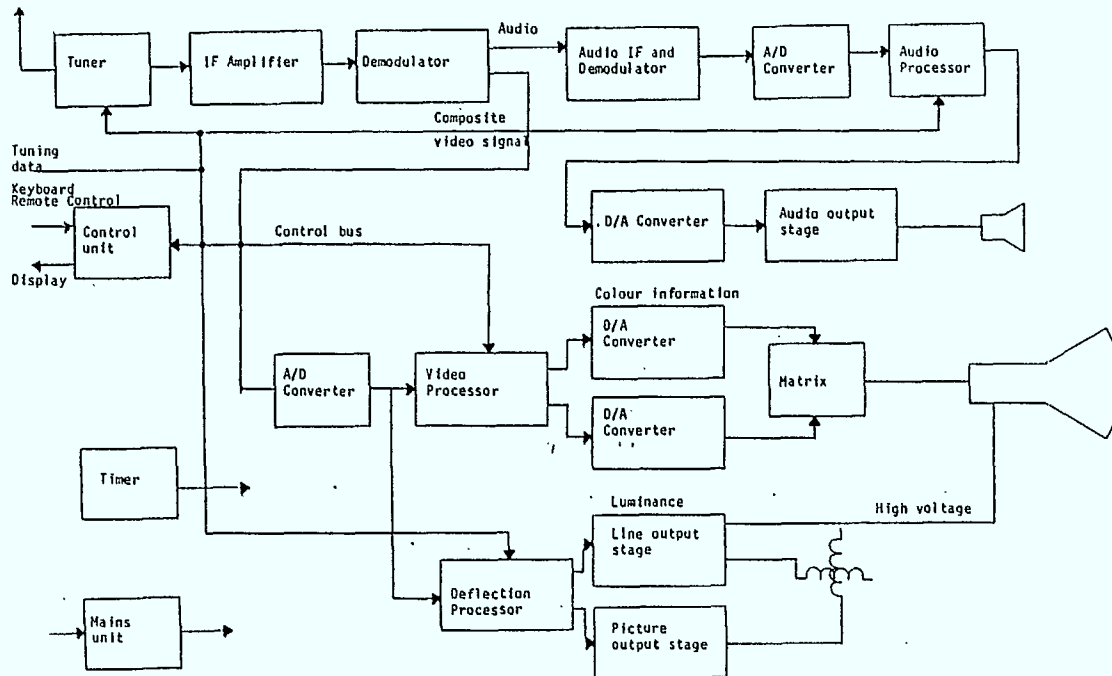 Audio
Tuner
IF Amplifier
Demodulator
Audio IF and
Demodulator
A/D
Converter
Audio
Processor
Composite
video signal
Tuning
data
Keyboard
Remote Control
Control
unit
Display
Control bus
D/A Converter
Audio output
stage
Colour information
D/A
Converter
A/D
Converter
Video
Processor
Matrix
D/A
Converter
Timer
Luminance
High voltage
Line output
stage
Deflection
Processor
Mains
unit
Picture
output stage